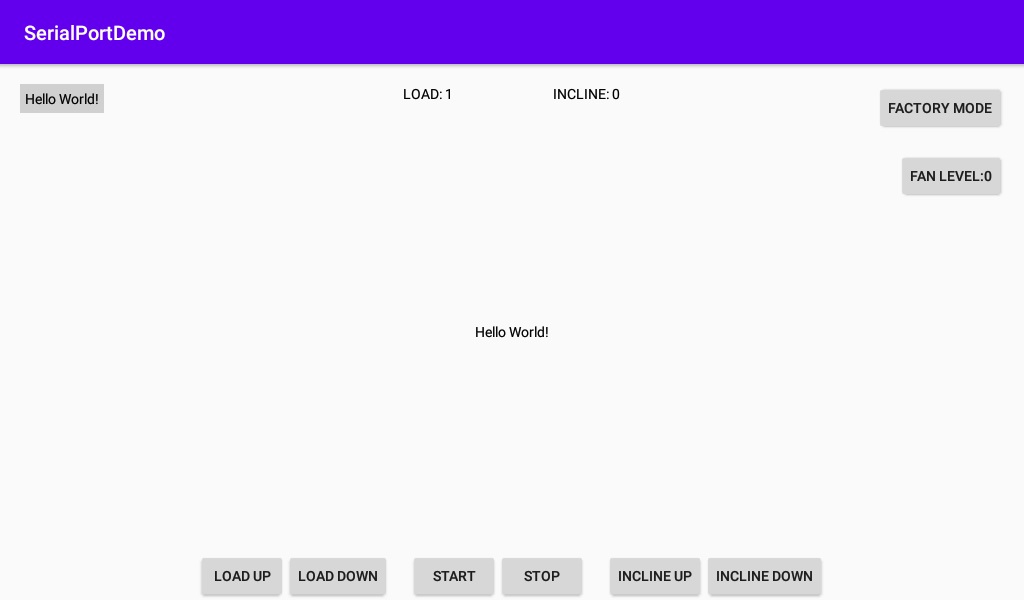 SerialPortDemo
Hello World!
LOAD: 1
INCLINE: 0
FACTORY MODE
FAN LEVEL:0
Hello World!
LOAD UP
LOAD DOWN
START
STOP
INCLINE UP
INCLINE DOWN